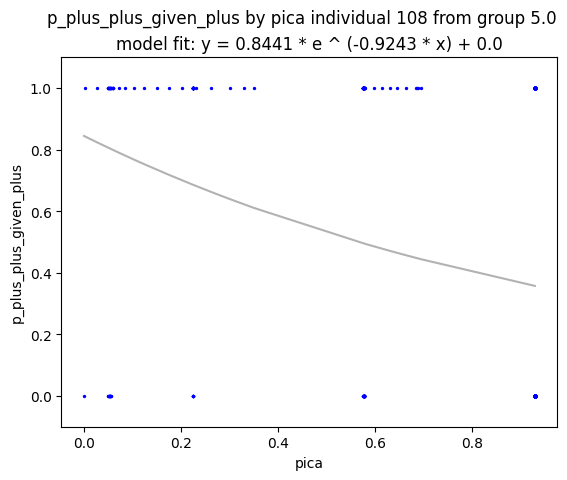 p_plus_plus_given_plus by pica individual 108 from group 5.0
model fit: y = 0.8441 * e ^ (-0.9243 * x) + 0.0
p_plus_plus_given_plus
1.0
0.8
0.6
0.4
0.2
0.0
0.0 0.2 0.4 0.6 0.8
pica